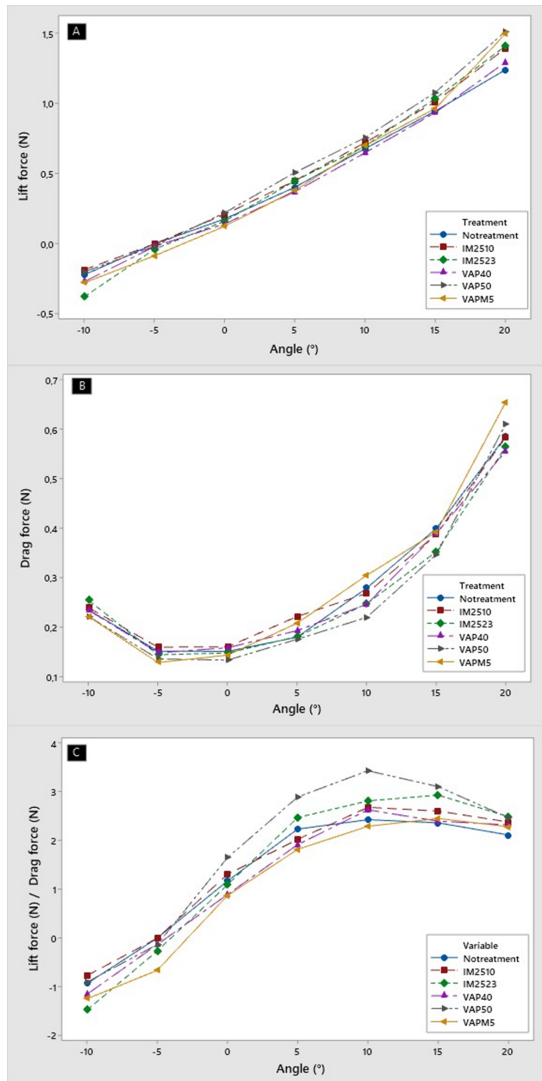 A
1,5
1,0
0,5
0,0
-0,5
Lift force (N)
Treatment
Notreatment
IM2510
IM2523
VAP40
VAP50
VAPM5
-10 -5 0 5 10 15 20
Angle (°)
B
0,7
0,6
0,5
0,4
0,3
0,2
0,1
Drag force (N)
Treatment
Notreatment
IM2510
IM2523
VAP40
VAP50
VAPM5
-10 -5 0 5 10 15 20
Angle (°)
C
4
3
2
1
0
-1
-2
Lift force (N) / Drag force (N)
Variable
Notreatment
IM2510
IM2523
VAP40
VAP50
VAPM5
-10 -5 0 5 10 15 20
Angle (°)